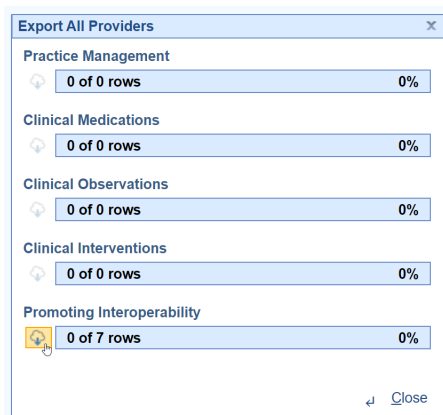 Export All Providers x
Practice Management
0 of 0 rows 0%
Clinical Medications
0 of 0 rows 0%
Clinical Observations
0 of 0 rows 0%
Clinical Interventions
0 of 0 rows 0%
Promoting Interoperability
0 of 7 rows 0%
Close